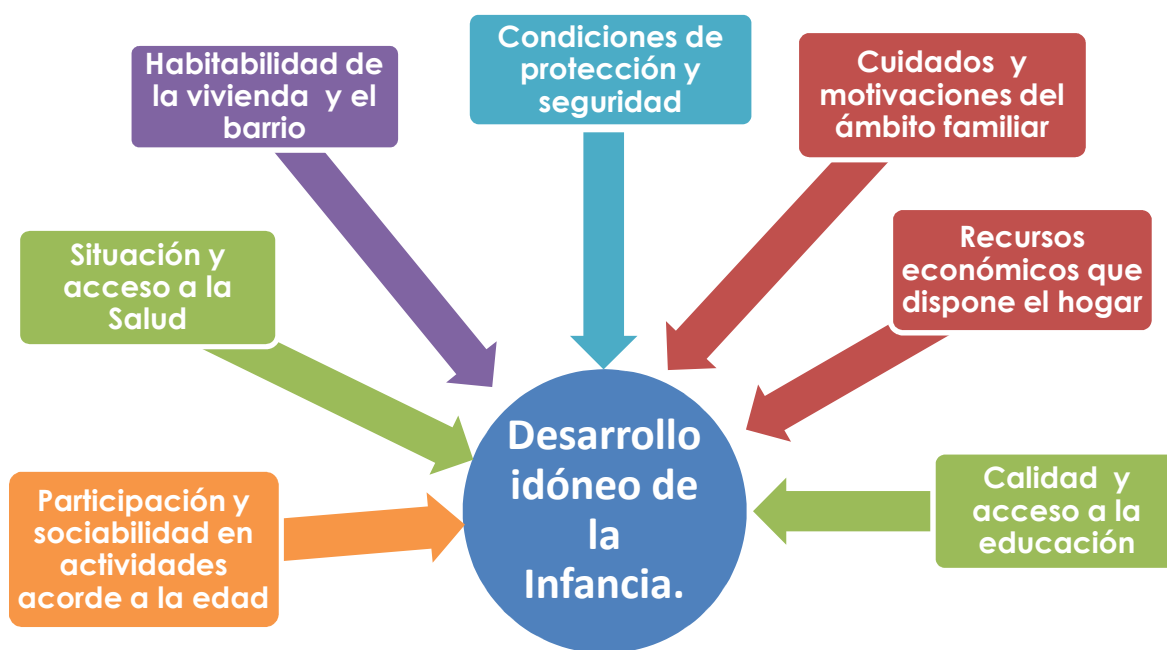 Condiciones de
protección y
seguridad
Habitabilidad de
la vivienda y el
barrio
Cuidados y
motivaciones del
ámbito familiar
Situación y
acceso a la
Salud
Recursos
económicos que
dispone el hogar
Participación y
sociabilidad en
actividades
acorde a la edad
Desarrollo
idóneo de
la
Infancia.
Calidad y
acceso a la
educación